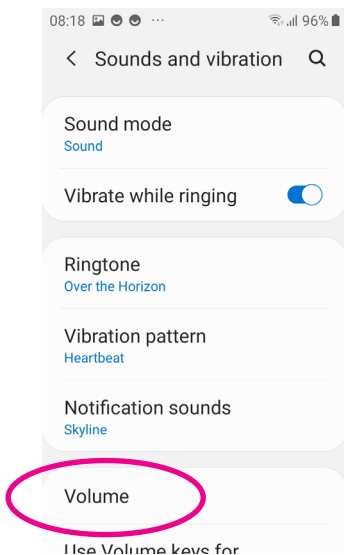 08:18 ... 96%
Sounds and vibration
Sound mode
Sound
Vibrate while ringing
Ringtone
Over the Horizon
Vibration pattern
Heartbeat
Notification sounds
Skyline
Volume
Use Volume keys for